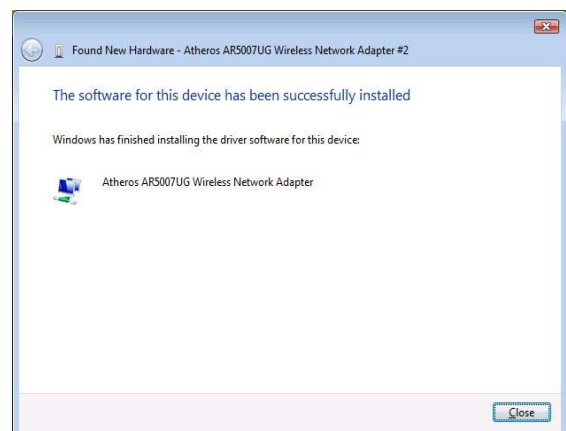 Found New Hardware - Atheros AR5007UG Wireless Network Adapter #2
The software for this device has been successfully installed
Windows has finished installing the driver software for this device:
Atheros AR5007UG Wireless Network Adapter
Close